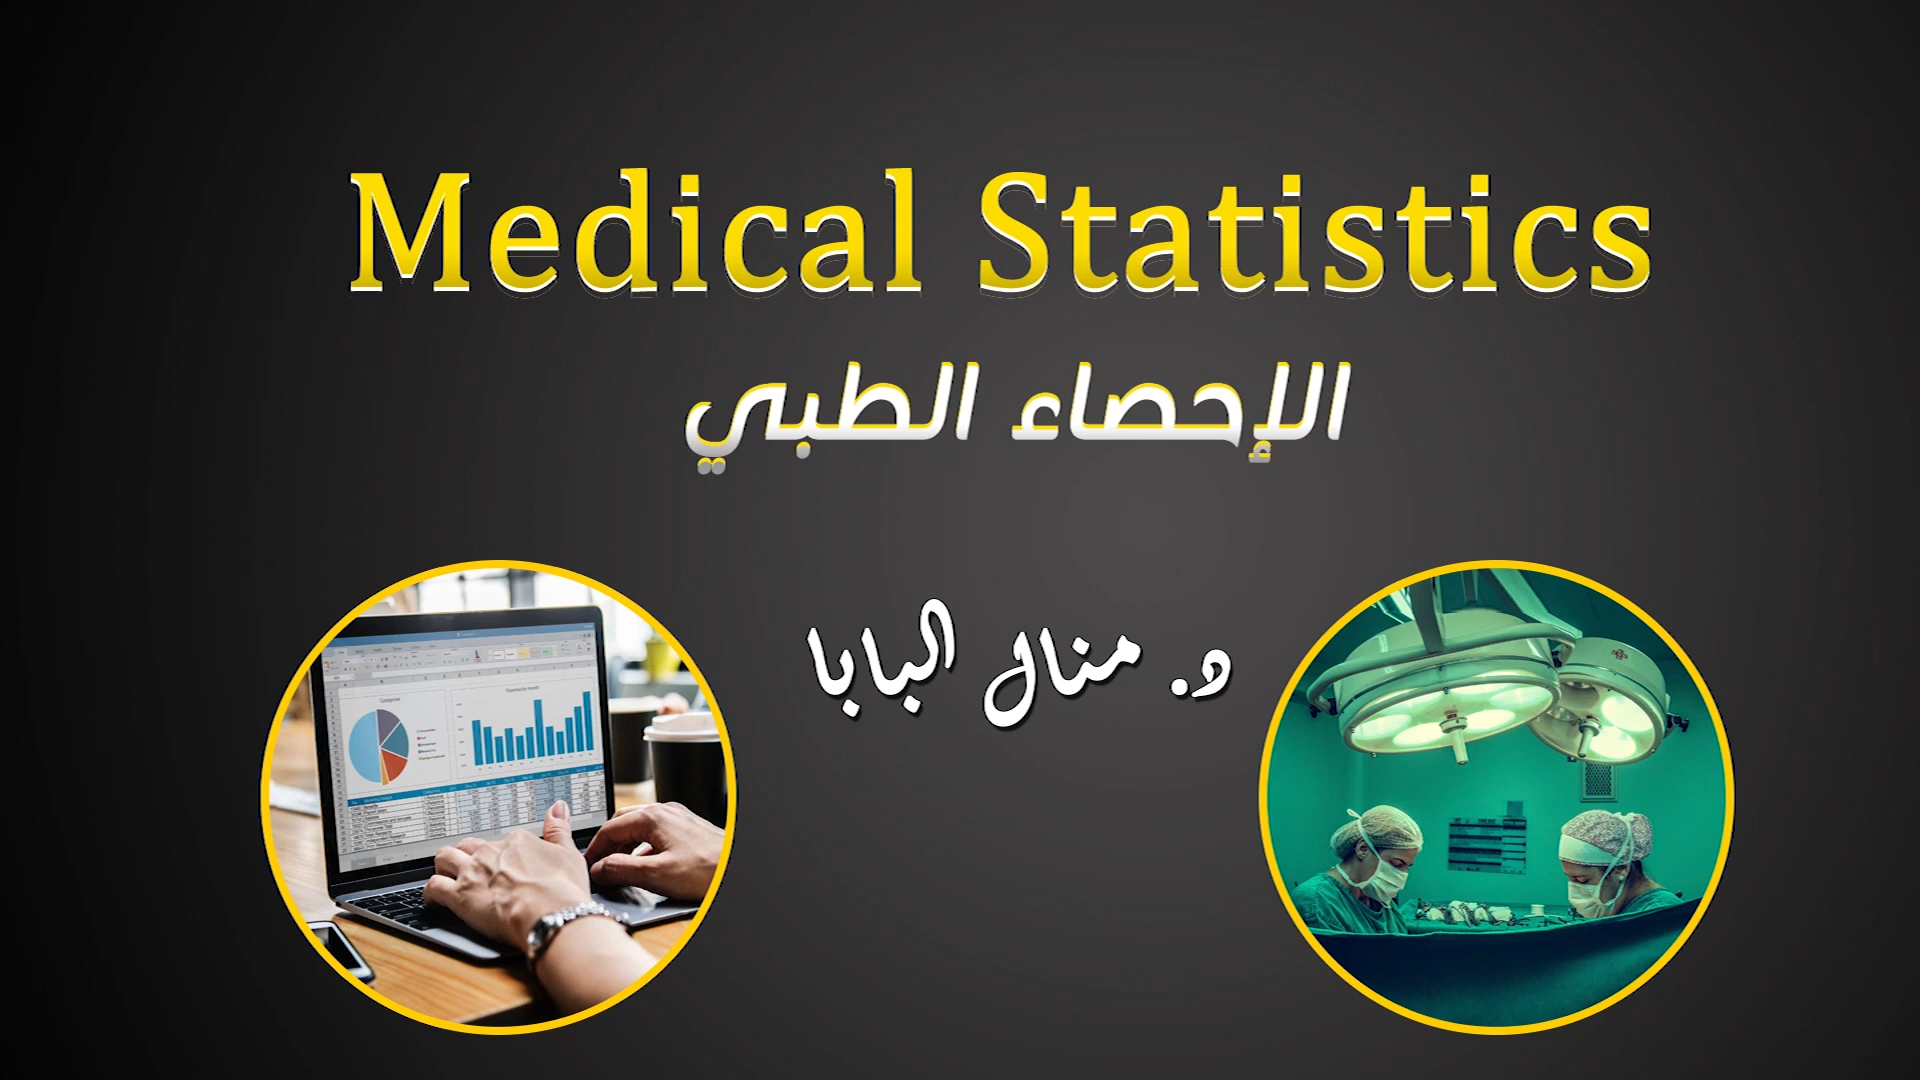 Medical Statistics
الإحصاء الطبي
د. منال البابا